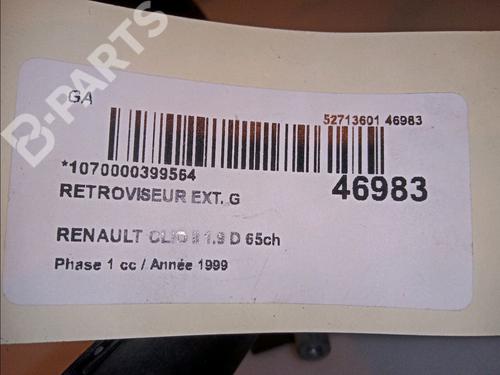 B-PARTS
GA
52713601 46983
*1070000399564
46983
RETROVISEUR EXT. G
RENAULT CLIO II 1.9 D 65ch
Phase 1 cc / Année 1999